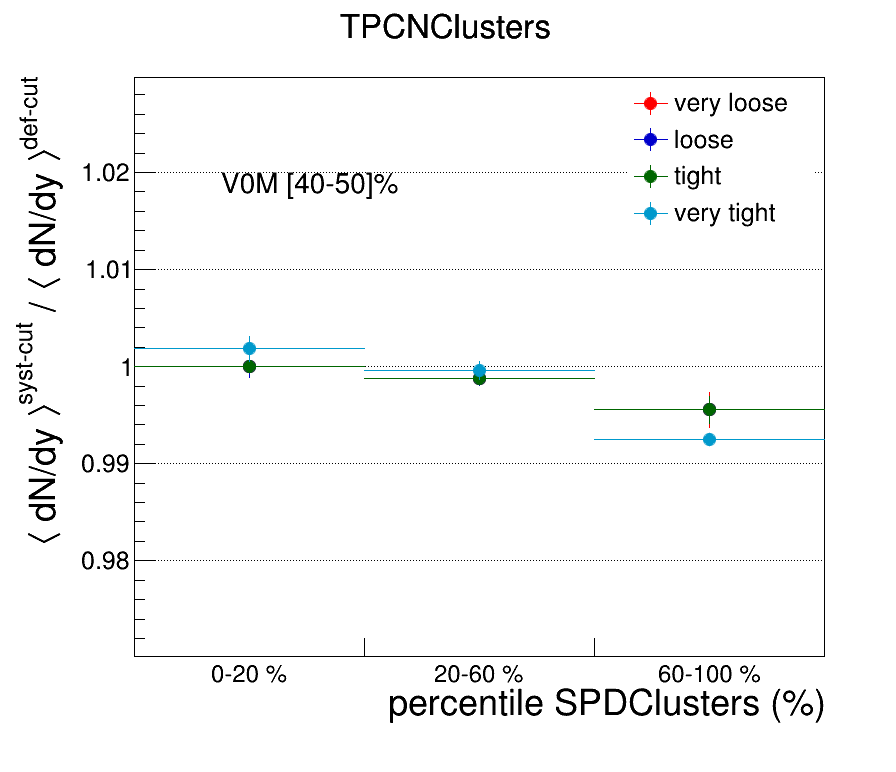 TPCNClusters
⟨ dN/dy ⟩^syst-cut / ⟨ dN/dy ⟩^def-cut
1.02
1.01
1
0.99
0.98
V0M [40-50]%
very loose
loose
tight
very tight
0-20 %
20-60 %
60-100 %
percentile SPDClusters (%)